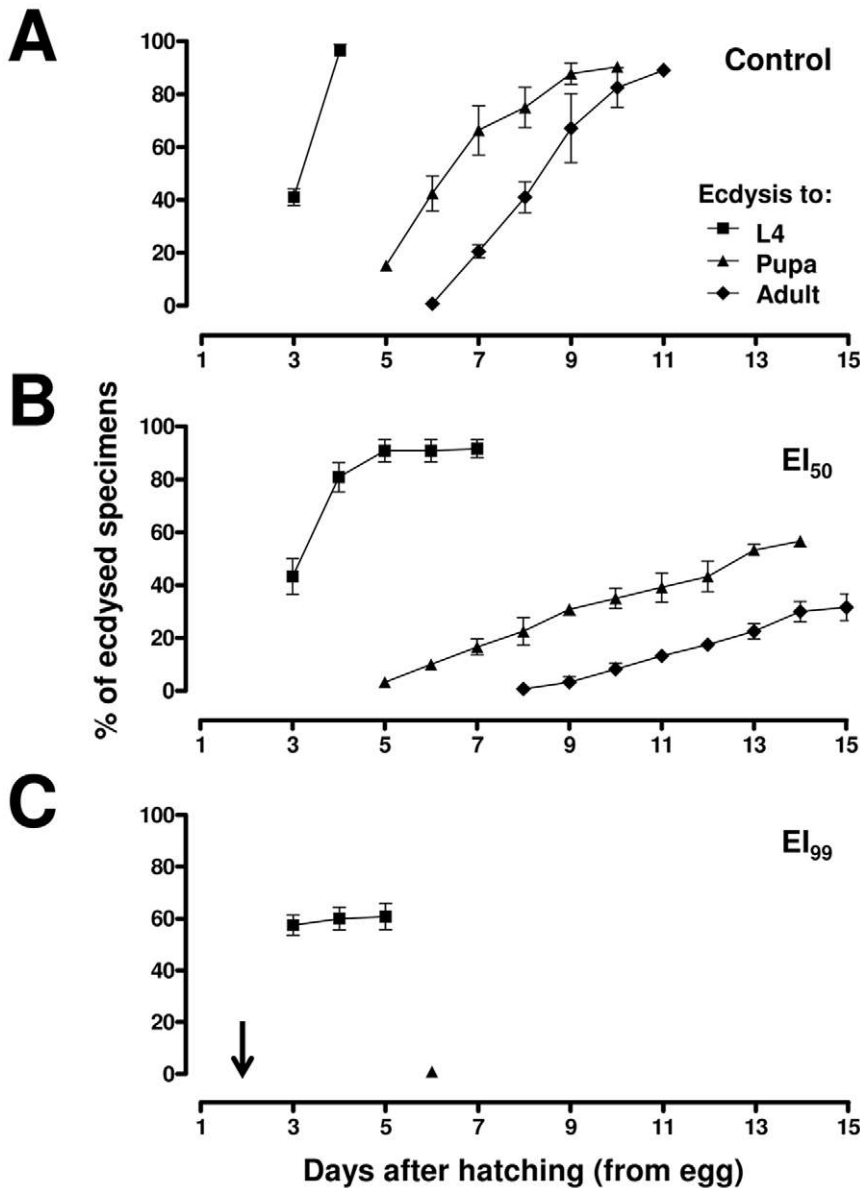 A
Control
100
80
60
40
20
0
Ecdysis to:
L4
Pupa
Adult
1 3 5 7 9 11 13 15
B
% of ecdysed specimens
EI50
100
80
60
40
20
0
1 3 5 7 9 11 13 15
C
EI99
100
80
60
40
20
0
1 3 5 7 9 11 13 15
Days after hatching (from egg)